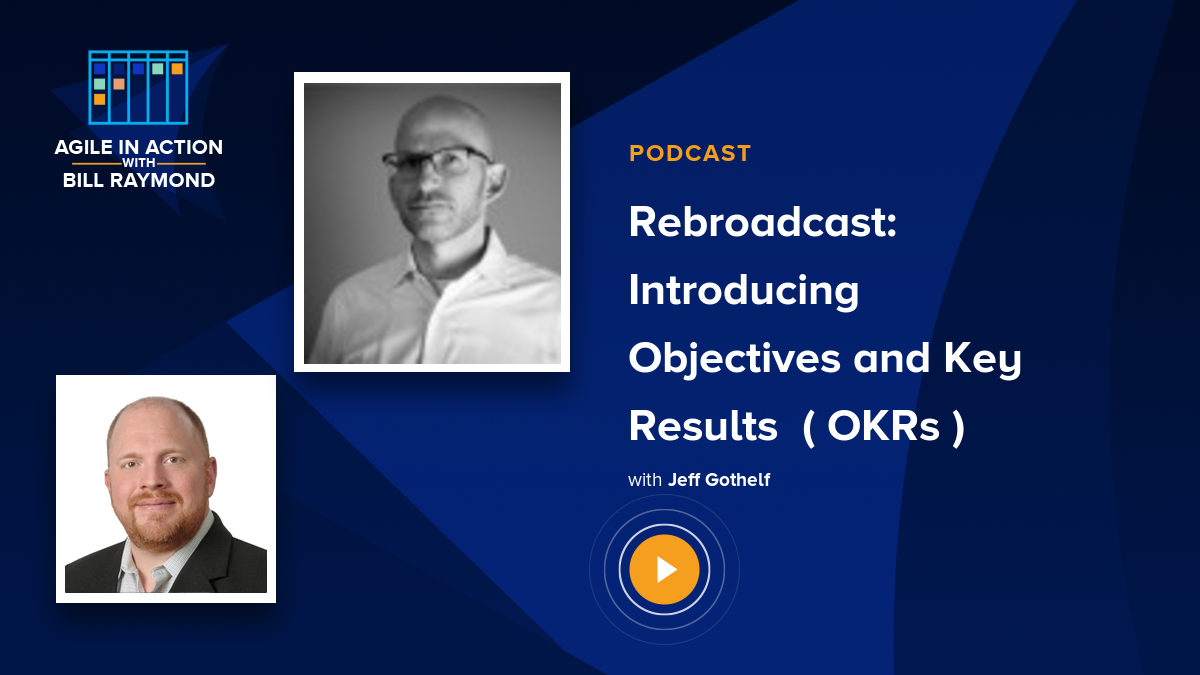 AGILE IN ACTION
WITH
BILL RAYMOND
PODCAST
Rebroadcast:
Introducing
Objectives and Key
Results ( OKRs )
with Jeff Gothelf